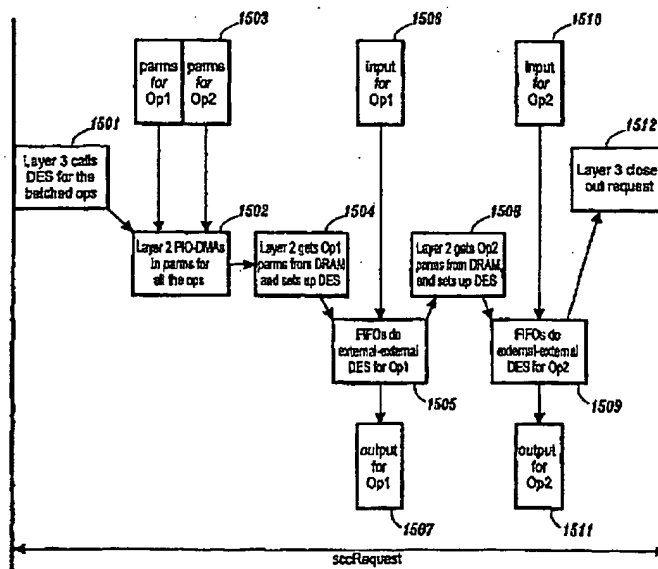 1503
parms
for
Op1
parms
for
Op2
1506
input
for
Op1
1510
input
for
Op2
1501
Layer 3 calls
DES for the
batched ops
1512
Layer 3 close
out request
1502
Layer 2 PIO-DMAs
in parms for
all the ops
1504
Layer 2 gets Op1
parms from DRAM
and sets up DES
1508
Layer 2 gets Op2
parms from DRAM,
and sets up DES
FIFOs do
external-external
DES for Op1
1505
FIFOs do
external-external
DES for Op2
1509
output
for
Op1
1507
output
for
Op2
1511
sccRequest